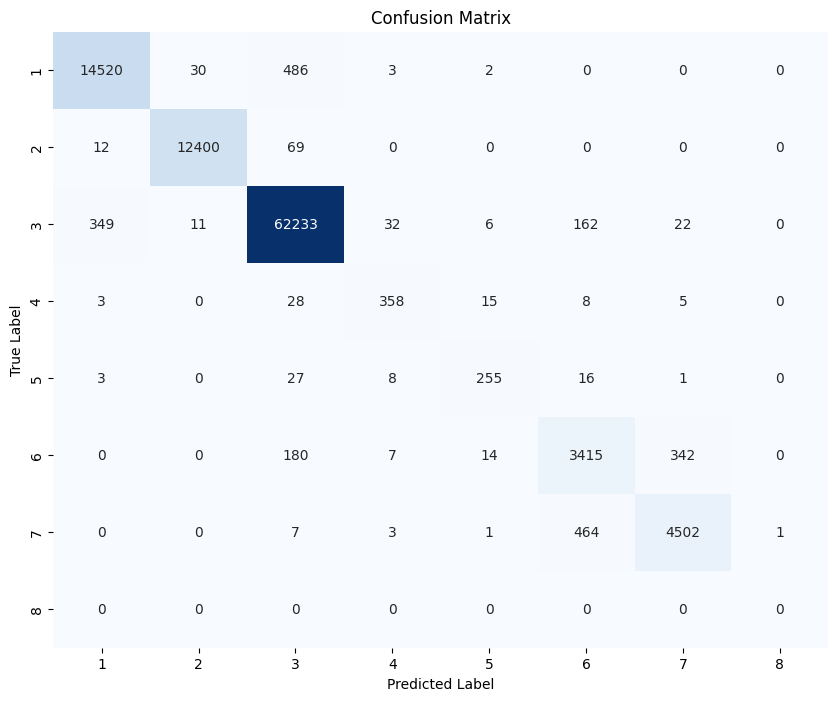 Confusion Matrix
1 14520 30 486 3 2 0 0 0
2 12 12400 69 0 0 0 0 0
3 349 11 62233 32 6 162 22 0
4 3 0 28 358 15 8 5 0
True Label
5 3 0 27 8 255 16 1 0
6 0 0 180 7 14 3415 342 0
7 0 0 7 3 1 464 4502 1
8 0 0 0 0 0 0 0 0
1 2 3 4 5 6 7 8
Predicted Label